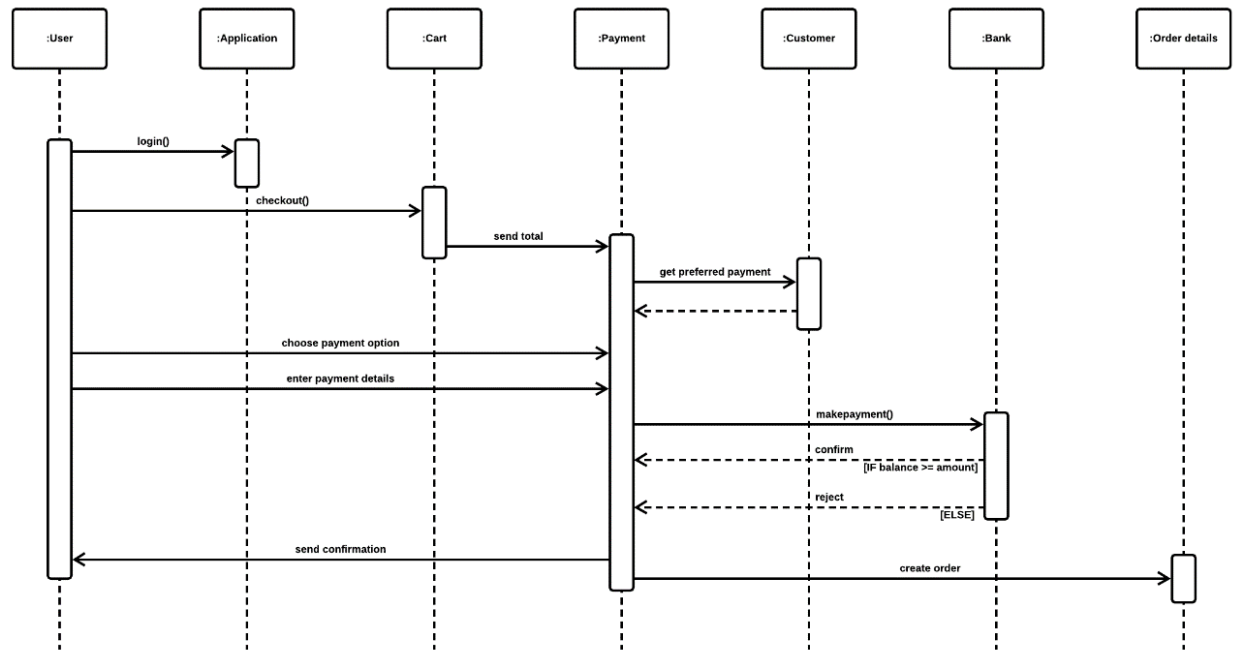 :User
:Application
:Cart
:Payment
:Customer
:Bank
:Order details
login()
checkout()
send total
get preferred payment
choose payment option
enter payment details
makepayment()
confirm
[IF balance >= amount]
reject
[ELSE]
send confirmation
create order